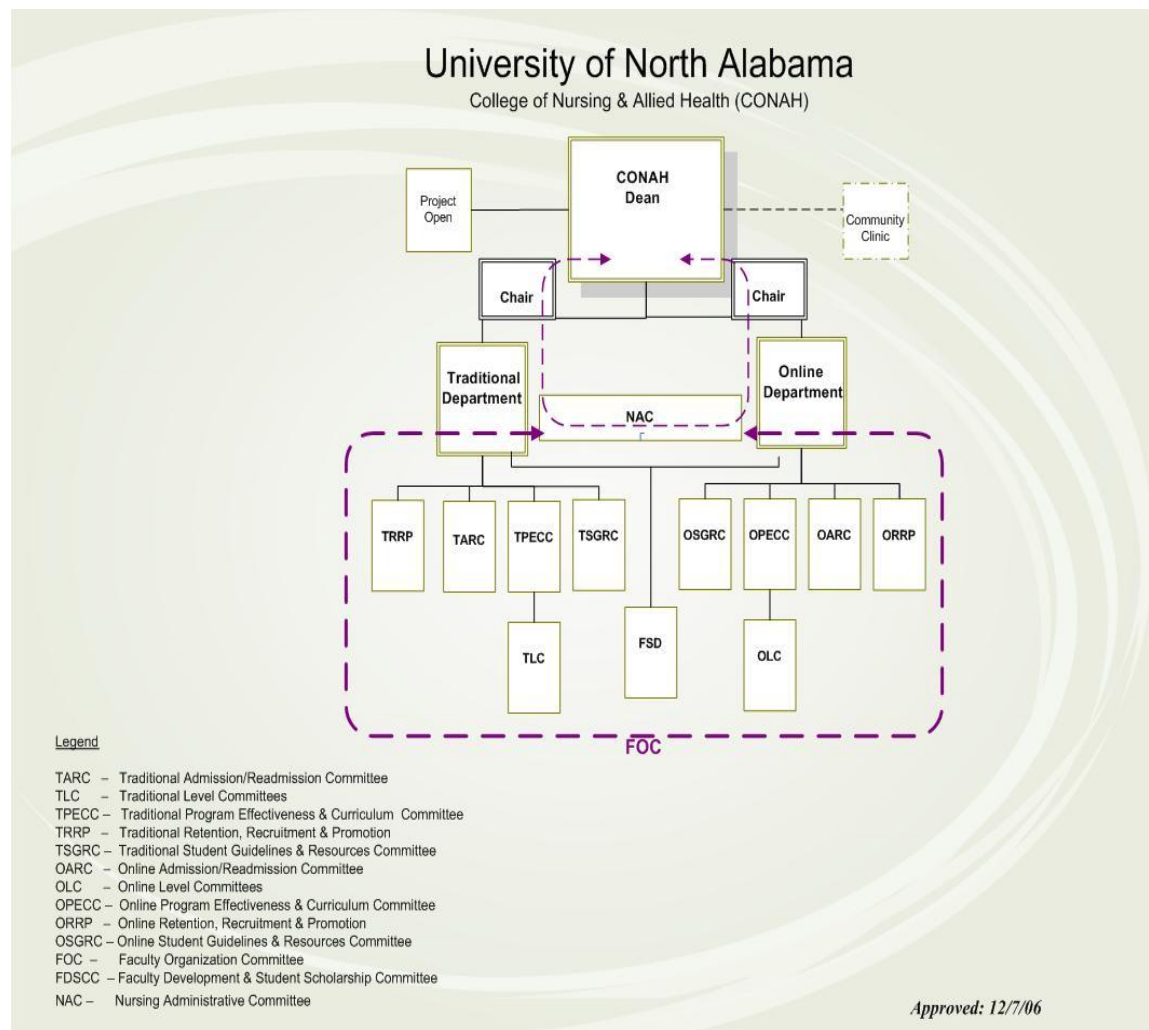 University of North Alabama
College of Nursing & Allied Health (CONAH)
CONAH
Dean
Project
Open
Community
Clinic
Chair
Chair
Traditional
Department
Online
Department
NAC
TRRP
TARC
TPECC
TSGRC
OSGRC
OPECC
OARC
ORRP
TLC
FSD
OLC
FOC
Legend
TARC – Traditional Admission/Readmission Committee
TLC – Traditional Level Committees
TPECC – Traditional Program Effectiveness & Curriculum Committee
TRRP – Traditional Retention, Recruitment & Promotion
TSGRC – Traditional Student Guidelines & Resources Committee
OARC – Online Admission/Readmission Committee
OLC – Online Level Committees
OPECC – Online Program Effectiveness & Curriculum Committee
ORRP – Online Retention, Recruitment & Promotion
OSGRC – Online Student Guidelines & Resources Committee
FOC – Faculty Organization Committee
FDSCC – Faculty Development & Student Scholarship Committee
NAC – Nursing Administrative Committee
Approved: 12/7/06